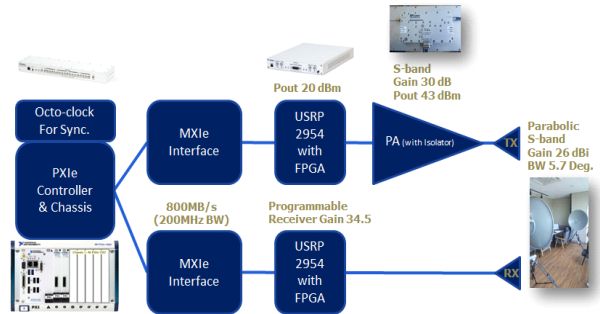 S-band
Gain 30 dB
Pout 43 dBm
Pout 20 dBm
Octo-clock
For Sync.
PXIe
Controller
& Chassis
MXIe
Interface
USRP
2954
with
FPGA
PA (with Isolator)
TX
Parabolic
S-band
Gain 26 dBi
BW 5.7 Deg.
800MB/s
(200MHz BW)
Programmable
Receiver Gain 34.5
MXIe
Interface
USRP
2954
with
FPGA
RX
PXI